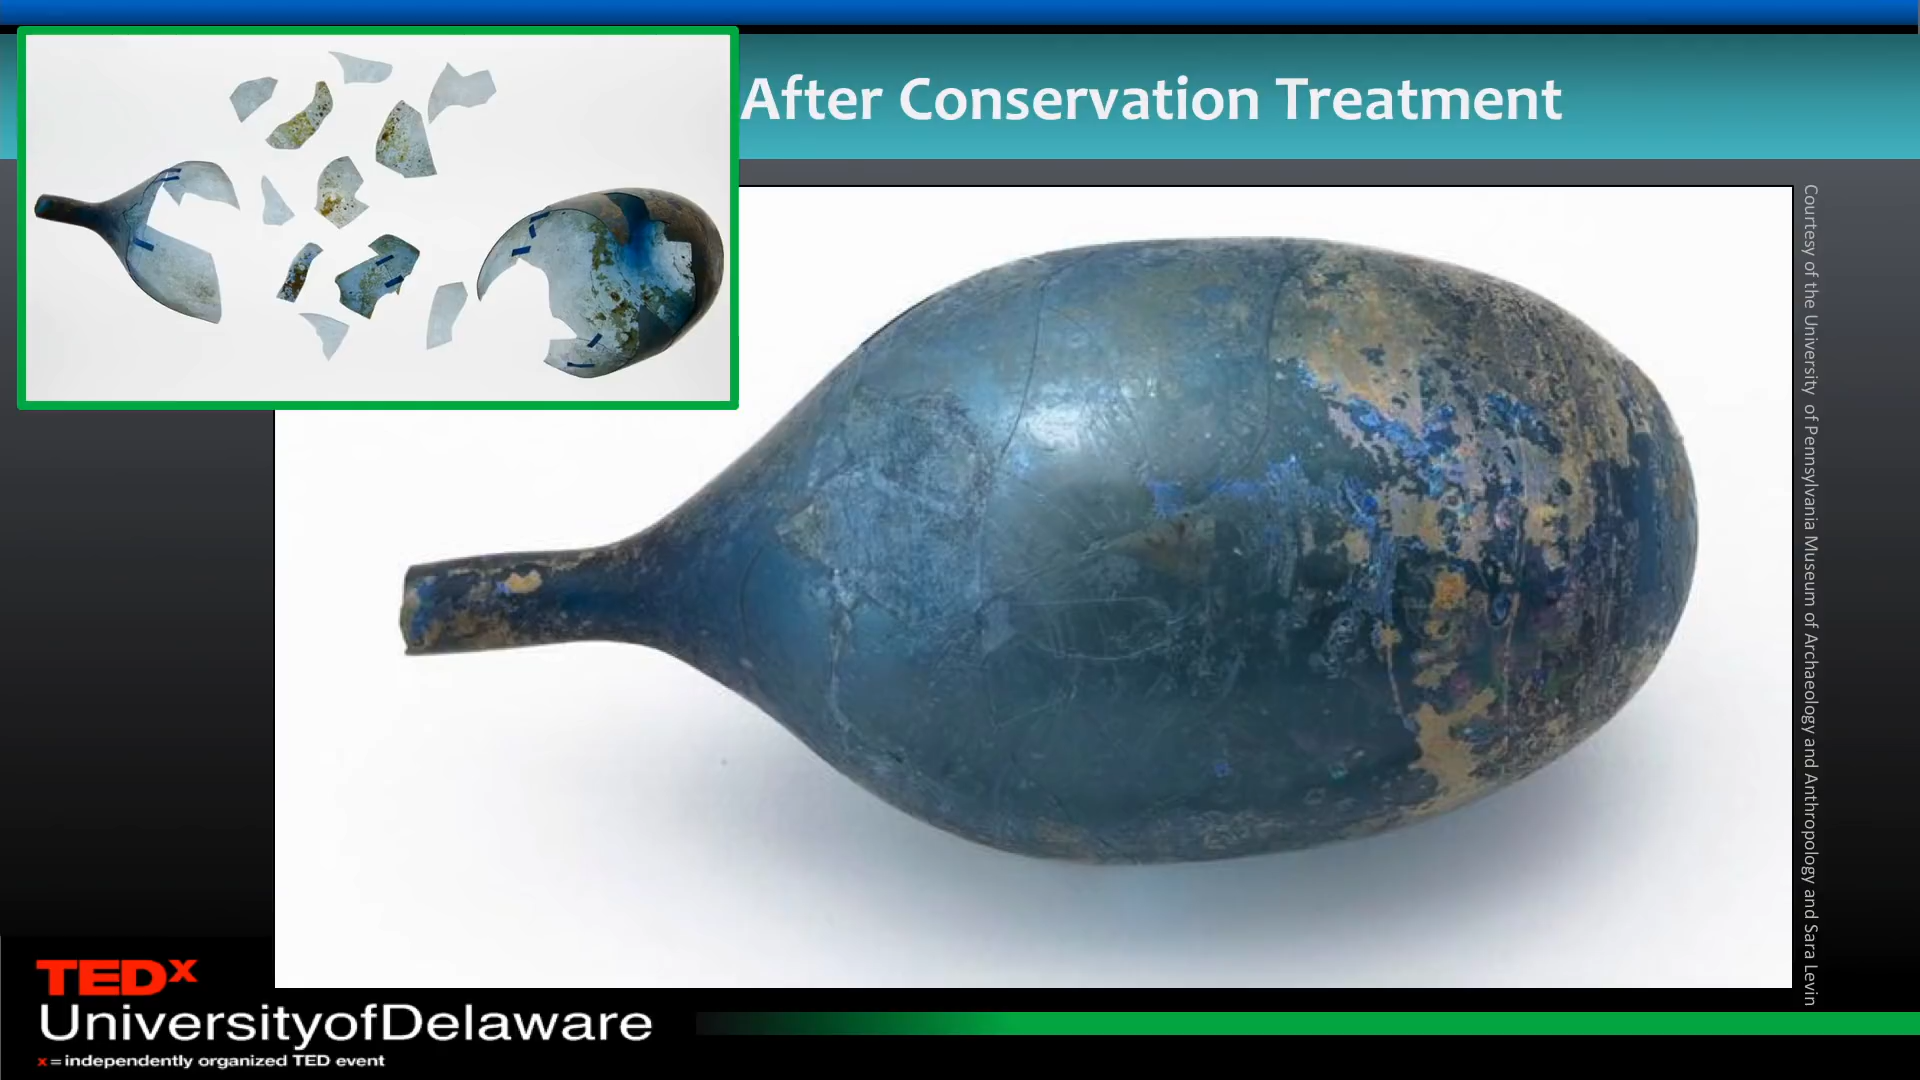 After Conservation Treatment
Courtesy of the University of Pennsylvania Museum of Archaeology and Anthropology and Sara Levin
TEDx
UniversityofDelaware
x = independently organized TED event